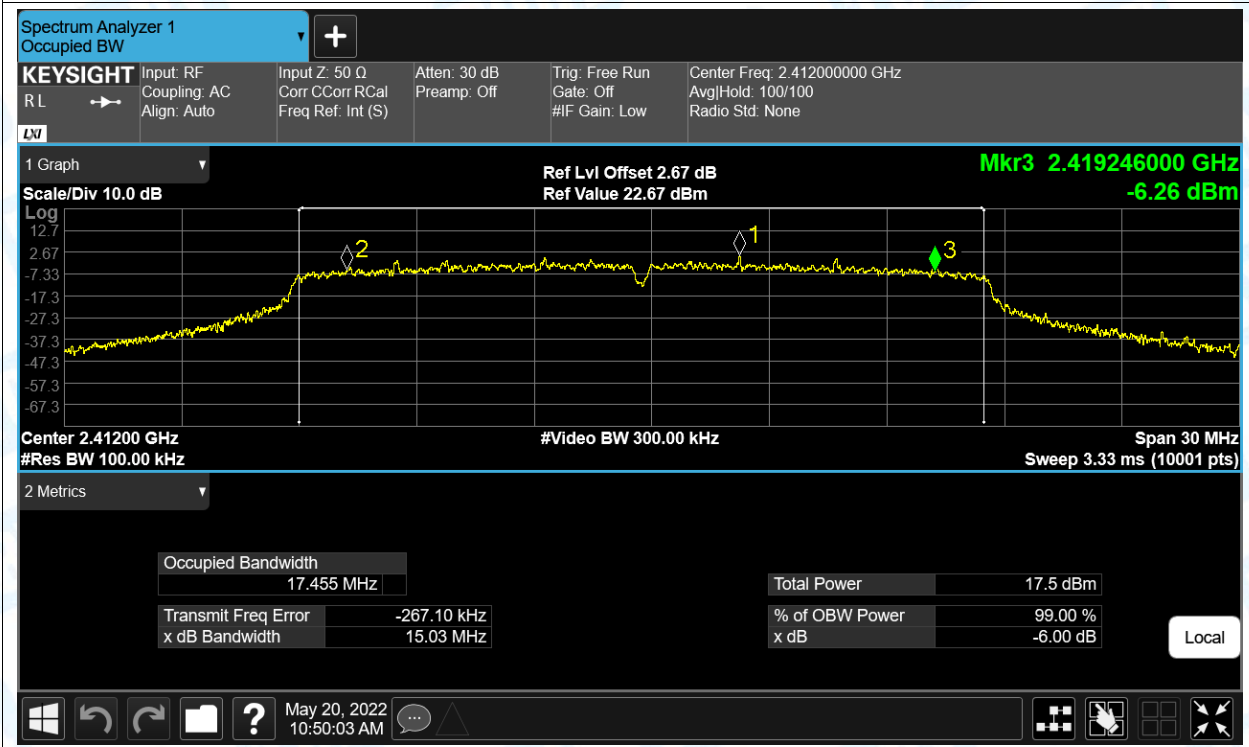 Spectrum Analyzer 1
Occupied BW
+
KEYSIGHT
R L
LXI
Input: RF
Coupling: AC
Align: Auto
Input Z: 50 Ω
Corr CCorr RCal
Freq Ref: Int (S)
Atten: 30 dB
Preamp: Off
Trig: Free Run
Gate: Off
#IF Gain: Low
Center Freq: 2.412000000 GHz
Avg|Hold: 100/100
Radio Std: None
1 Graph
Scale/Div 10.0 dB
Ref Lvl Offset 2.67 dB
Ref Value 22.67 dBm
Mkr3 2.419246000 GHz
-6.26 dBm
Log
12.7
2.67
-7.33
-17.3
-27.3
-37.3
-47.3
-57.3
-67.3
2
1
3
Center 2.41200 GHz
#Video BW 300.00 kHz
Span 30 MHz
#Res BW 100.00 kHz
Sweep 3.33 ms (10001 pts)
2 Metrics
Occupied Bandwidth
17.455 MHz
Total Power 17.5 dBm
Transmit Freq Error -267.10 kHz
% of OBW Power 99.00 %
x dB Bandwidth 15.03 MHz
x dB -6.00 dB
Local
?
May 20, 2022
10:50:03 AM